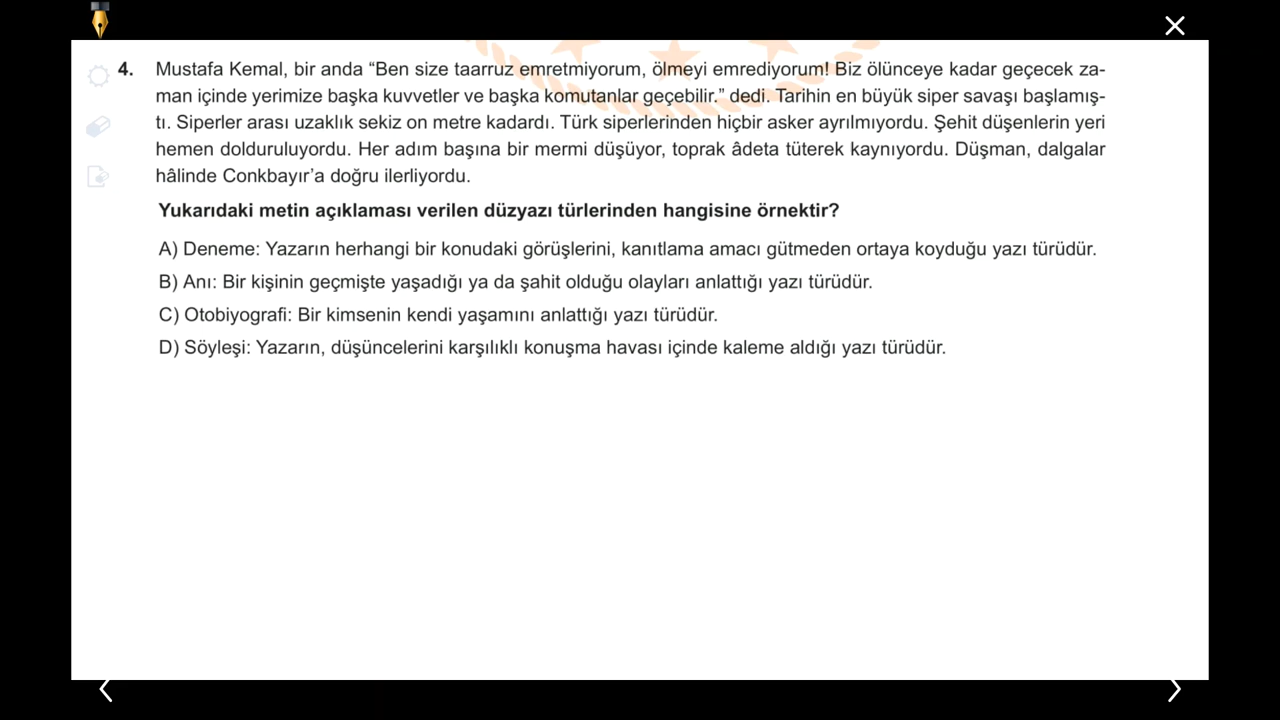 4. Mustafa Kemal, bir anda “Ben size taarruz emretmiyorum, ölmeyi emrediyorum! Biz ölünceye kadar geçecek za-
man içinde yerimize başka kuvvetler ve başka komutanlar geçebilir.” dedi. Tarihin en büyük siper savaşı başlamış-
tı. Siperler arası uzaklık sekiz on metre kadardı. Türk siperlerinden hiçbir asker ayrılmıyordu. Şehit düşenlerin yeri
hemen dolduruluyordu. Her adım başına bir mermi düşüyor, toprak âdeta tüterek kaynıyordu. Düşman, dalgalar
hâlinde Conkbayır’a doğru ilerliyordu.
Yukarıdaki metin açıklaması verilen düzyazı türlerinden hangisine örnektir?
A) Deneme: Yazarın herhangi bir konudaki görüşlerini, kanıtlama amacı gütmeden ortaya koyduğu yazı türüdür.
B) Anı: Bir kişinin geçmişte yaşadığı ya da şahit olduğu olayları anlattığı yazı türüdür.
C) Otobiyografi: Bir kimsenin kendi yaşamını anlattığı yazı türüdür.
D) Söyleşi: Yazarın, düşüncelerini karşılıklı konuşma havası içinde kaleme aldığı yazı türüdür.